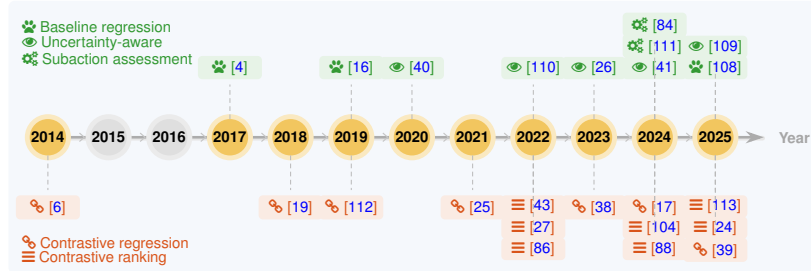 Baseline regression
Uncertainty-aware
Subaction assessment
[84]
[111] [109]
[4] [16] [40] [110] [26] [41] [108]
2014 2015 2016 2017 2018 2019 2020 2021 2022 2023 2024 2025 Year
[6] [19] [112] [25] [43] [38] [17] [113]
[27] [104] [24]
[86] [88] [39]
Contrastive regression
Contrastive ranking